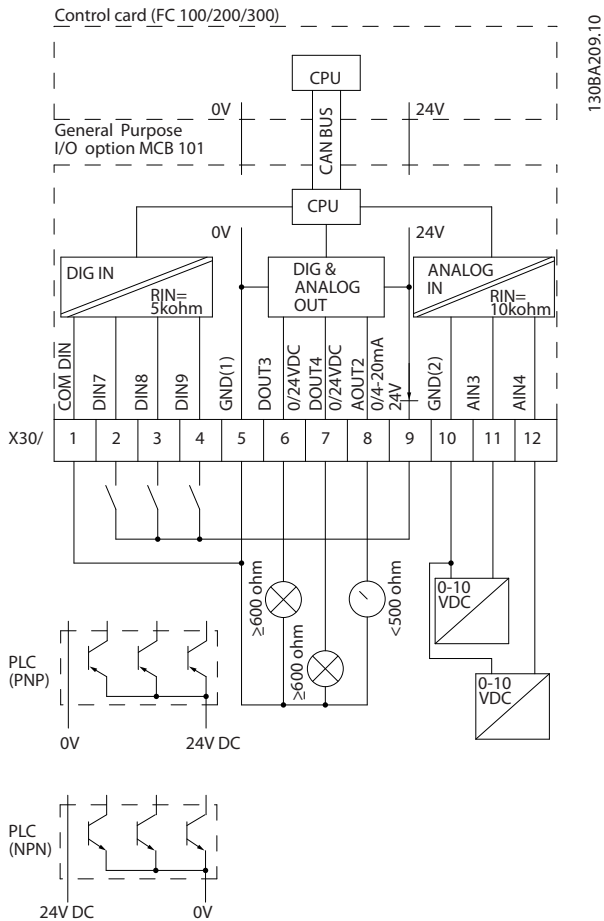 Control card (FC 100/200/300)
130BA209.10
CPU
0V
24V
General Purpose
I/O option MCB 101
CAN BUS
CPU
0V
24V
DIG IN
RIN=
5kohm
DIG &
ANALOG
OUT
ANALOG
IN
RIN=
10kohm
COM DIN
DIN7
DIN8
DIN9
GND(1)
DOUT3
0/24VDC
DOUT4
0/24VDC
AOUT2
0/4-20mA
24V
GND(2)
AIN3
AIN4
X30/ 1 2 3 4 5 6 7 8 9 10 11 12
≥600 ohm
≥600 ohm
<500 ohm
0-10
VDC
0-10
VDC
PLC
(PNP)
0V
24V DC
PLC
(NPN)
24V DC
0V